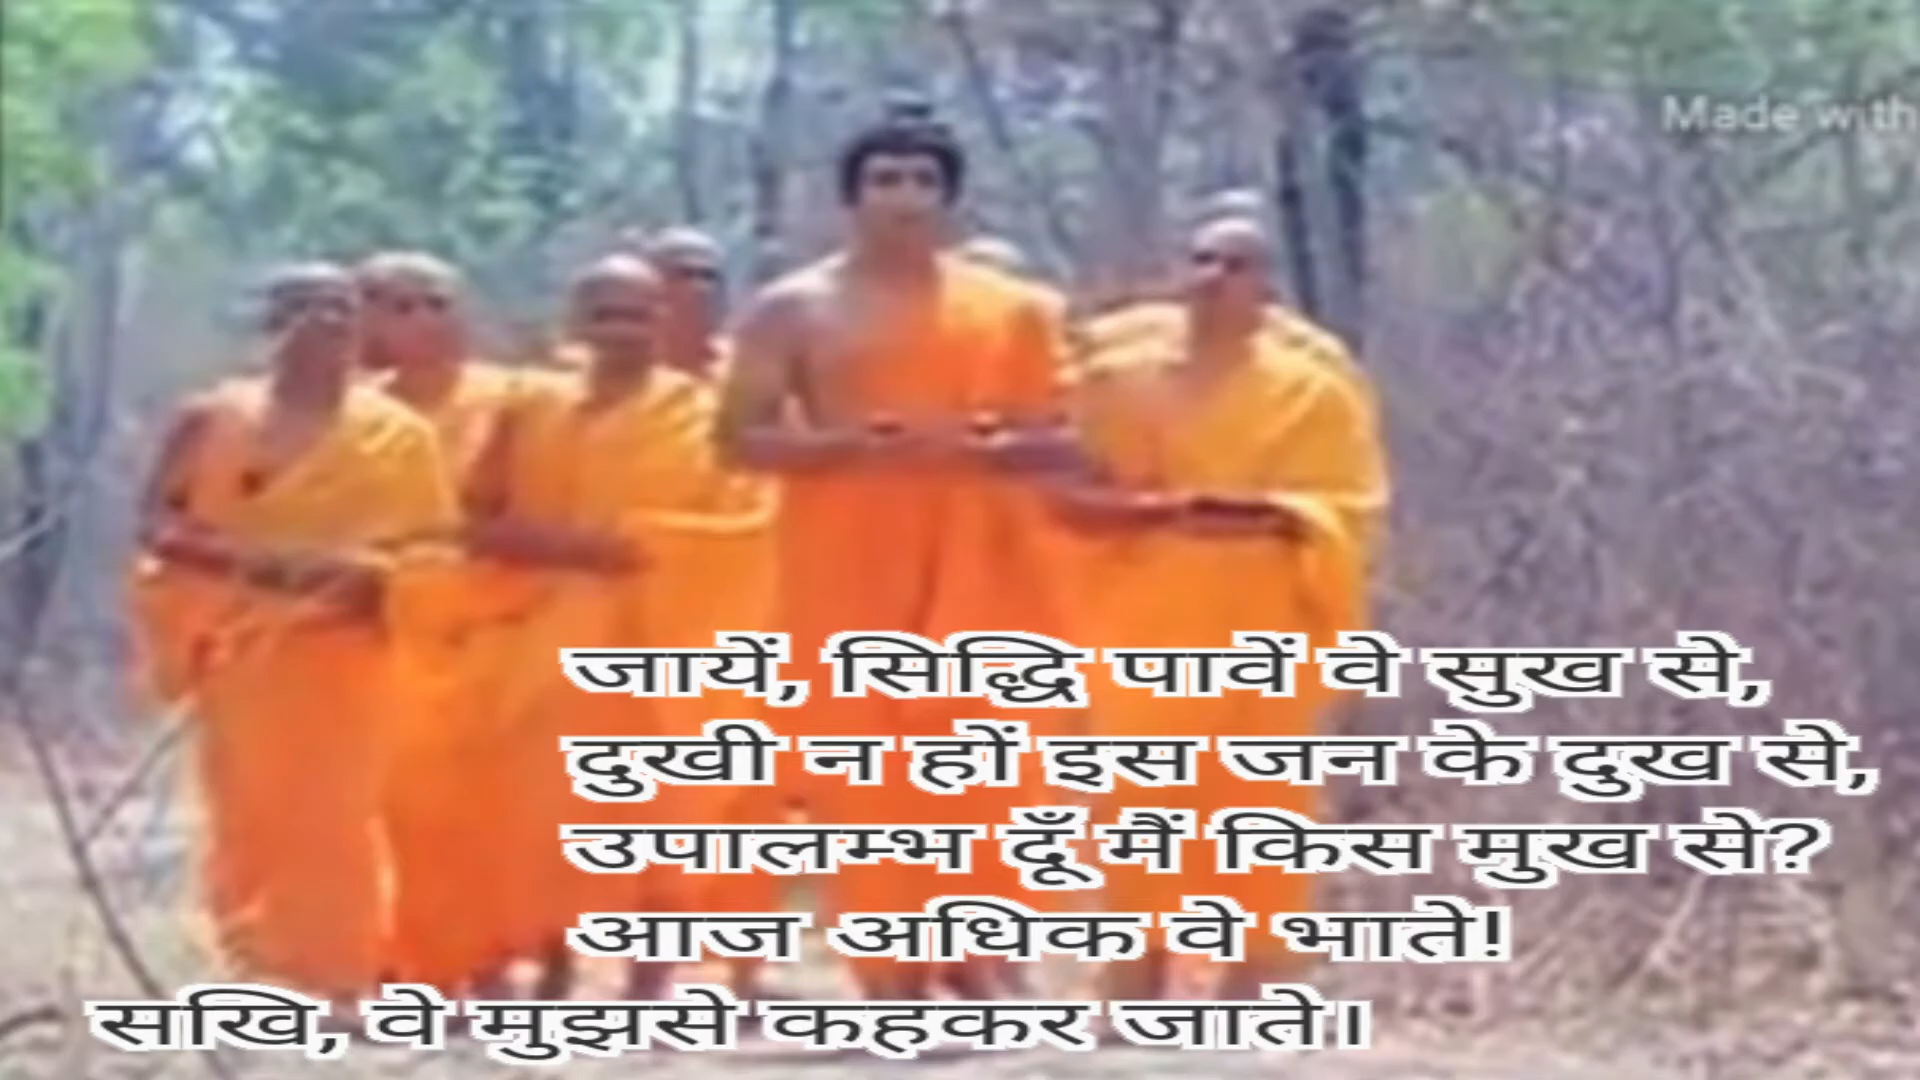 Made with
जायें, सिद्धि पावें वे सुख से,
दुखी न हों इस जन के दुख से,
उपालम्भ दूँ मैं किस मुख से?
आज अधिक वे भाते!
सखि, वे मुझसे कहकर जाते।